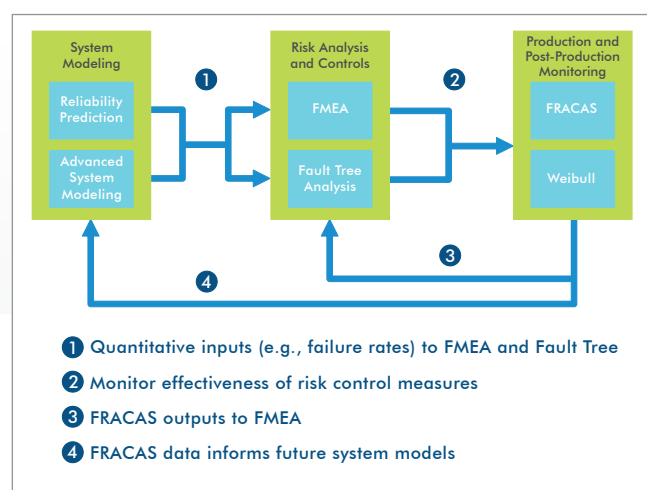 System
Modeling
Reliability
Prediction
Advanced
System
Modeling
1
Risk Analysis
and Controls
FMEA
Fault Tree
Analysis
2
Production and
Post-Production
Monitoring
FRACAS
Weibull
3
4
1 Quantitative inputs (e.g., failure rates) to FMEA and Fault Tree
2 Monitor effectiveness of risk control measures
3 FRACAS outputs to FMEA
4 FRACAS data informs future system models